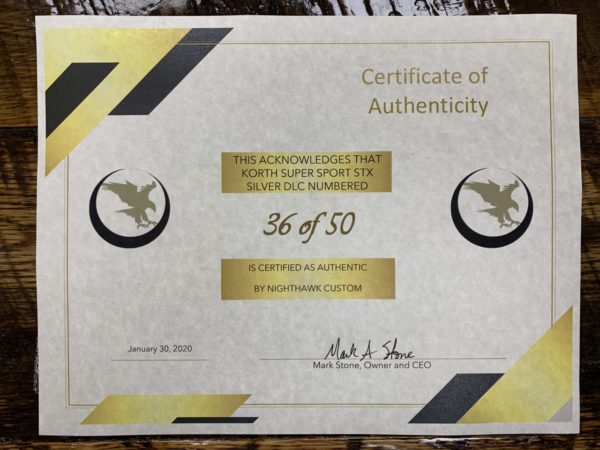 Certificate of
Authenticity
THIS ACKNOWLEDGES THAT
KORTH SUPER SPORT STX
SILVER DLC NUMBERED
36 of 50
IS CERTIFIED AS AUTHENTIC
BY NIGHTHAWK CUSTOM
January 30, 2020
Mark A Stone
Mark Stone, Owner and CEO